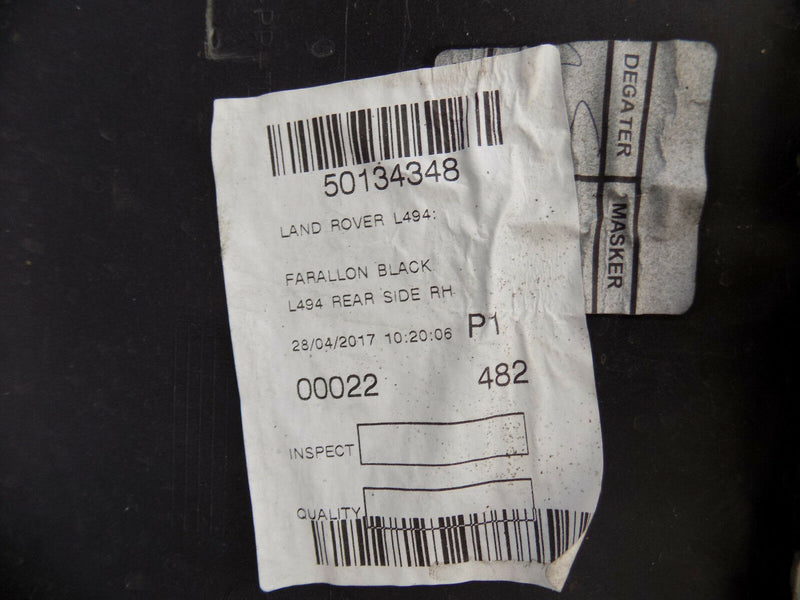 50134348
LAND ROVER L494:
FARALLON BLACK
L494 REAR SIDE RH
28/04/2017 10:20:06 P1
00022 482
INSPECT
QUALITY
DEGATER
MASKER